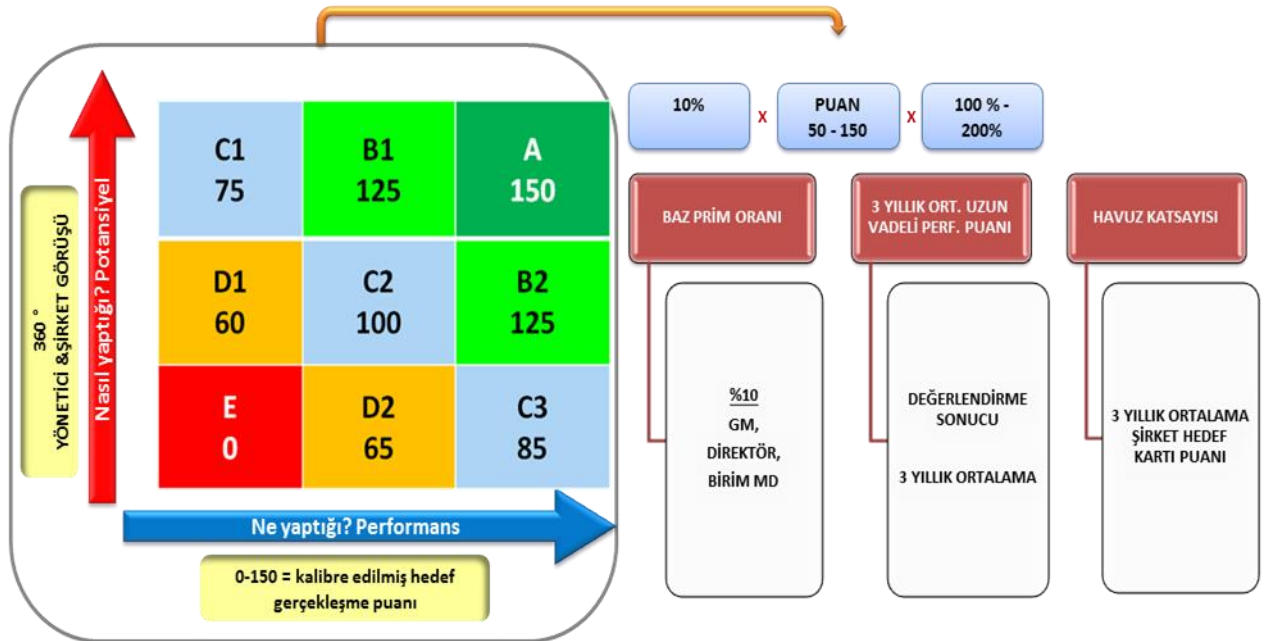 360 °
YÖNETİCİ &ŞİRKET GÖRÜŞÜ
Nasıl yaptığı? Potansiyel
C1
75
B1
125
A
150
D1
60
C2
100
B2
125
E
0
D2
65
C3
85
Ne yaptığı? Performans
0-150 = kalibre edilmiş hedef
gerçekleşme puanı
10%
X
PUAN
50 - 150
X
100 % -
200%
BAZ PRİM ORANI
3 YILLIK ORT. UZUN
VADELİ PERF. PUANI
HAVUZ KATSAYISI
%10
GM,
DİREKTÖR,
BİRİM MD
DEĞERLENDİRME
SONUCU
3 YILLIK ORTALAMA
3 YILLIK ORTALAMA
ŞİRKET HEDEF
KARTI PUANI